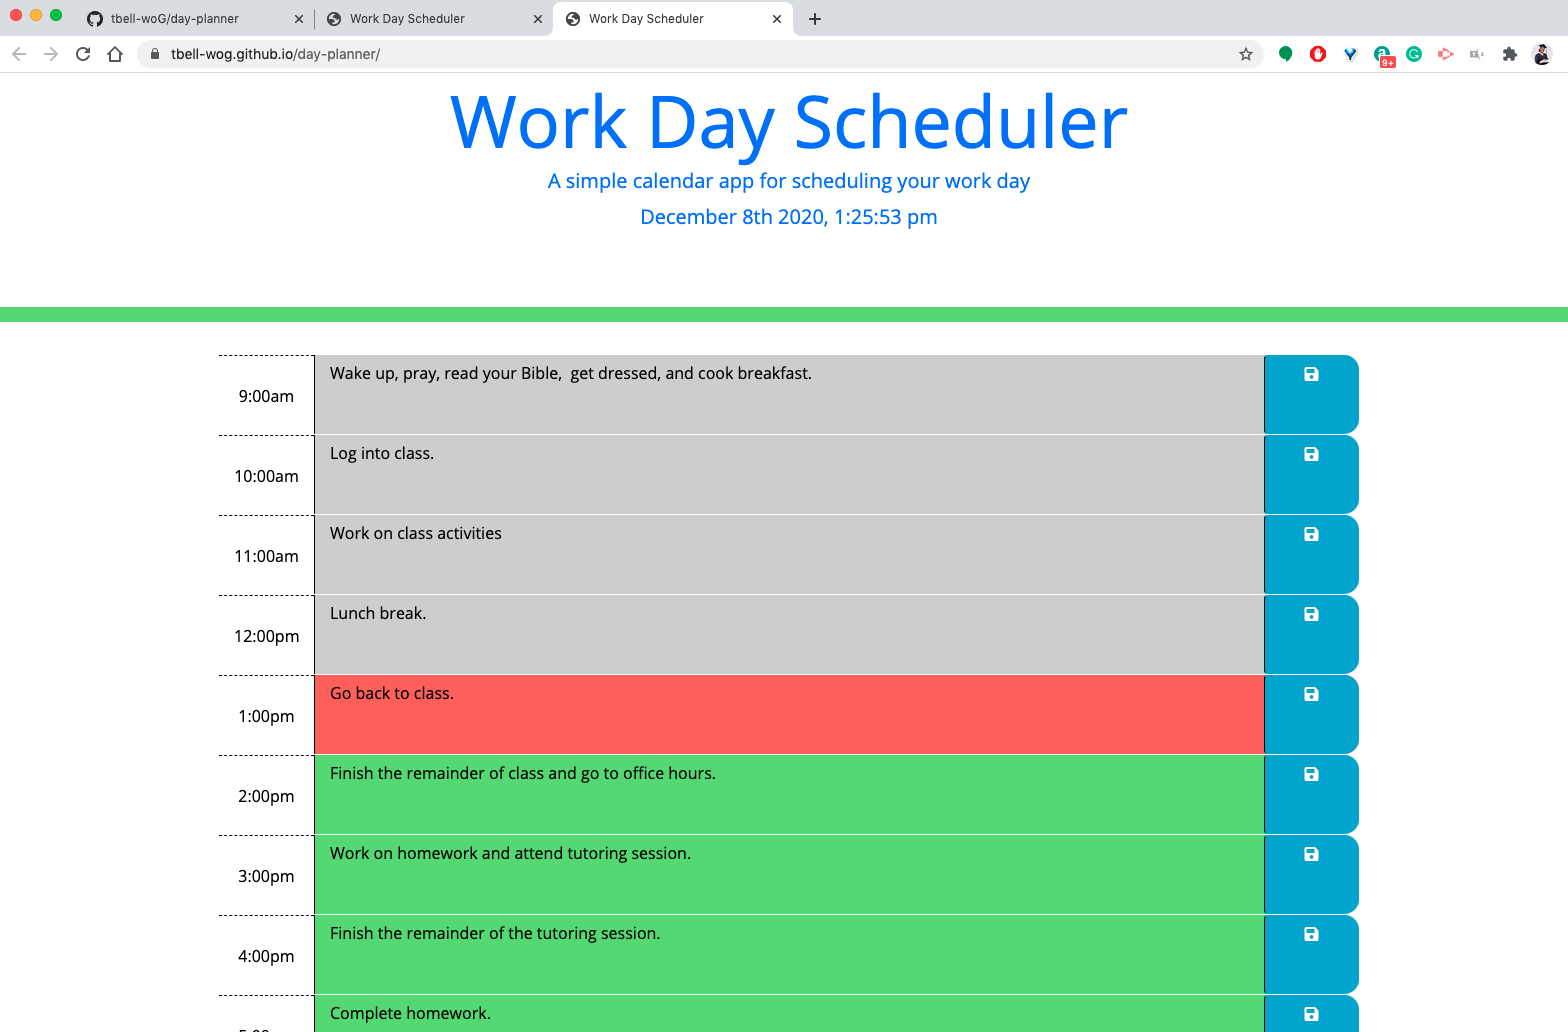 tbell-woG/day-planner
Work Day Scheduler
Work Day Scheduler
tbell-wog.github.io/day-planner/
9+
Work Day Scheduler
A simple calendar app for scheduling your work day
December 8th 2020, 1:25:53 pm
9:00am
Wake up, pray, read your Bible,  get dressed, and cook breakfast.
10:00am
Log into class.
11:00am
Work on class activities
12:00pm
Lunch break.
1:00pm
Go back to class.
2:00pm
Finish the remainder of class and go to office hours.
3:00pm
Work on homework and attend tutoring session.
4:00pm
Finish the remainder of the tutoring session.
Complete homework.